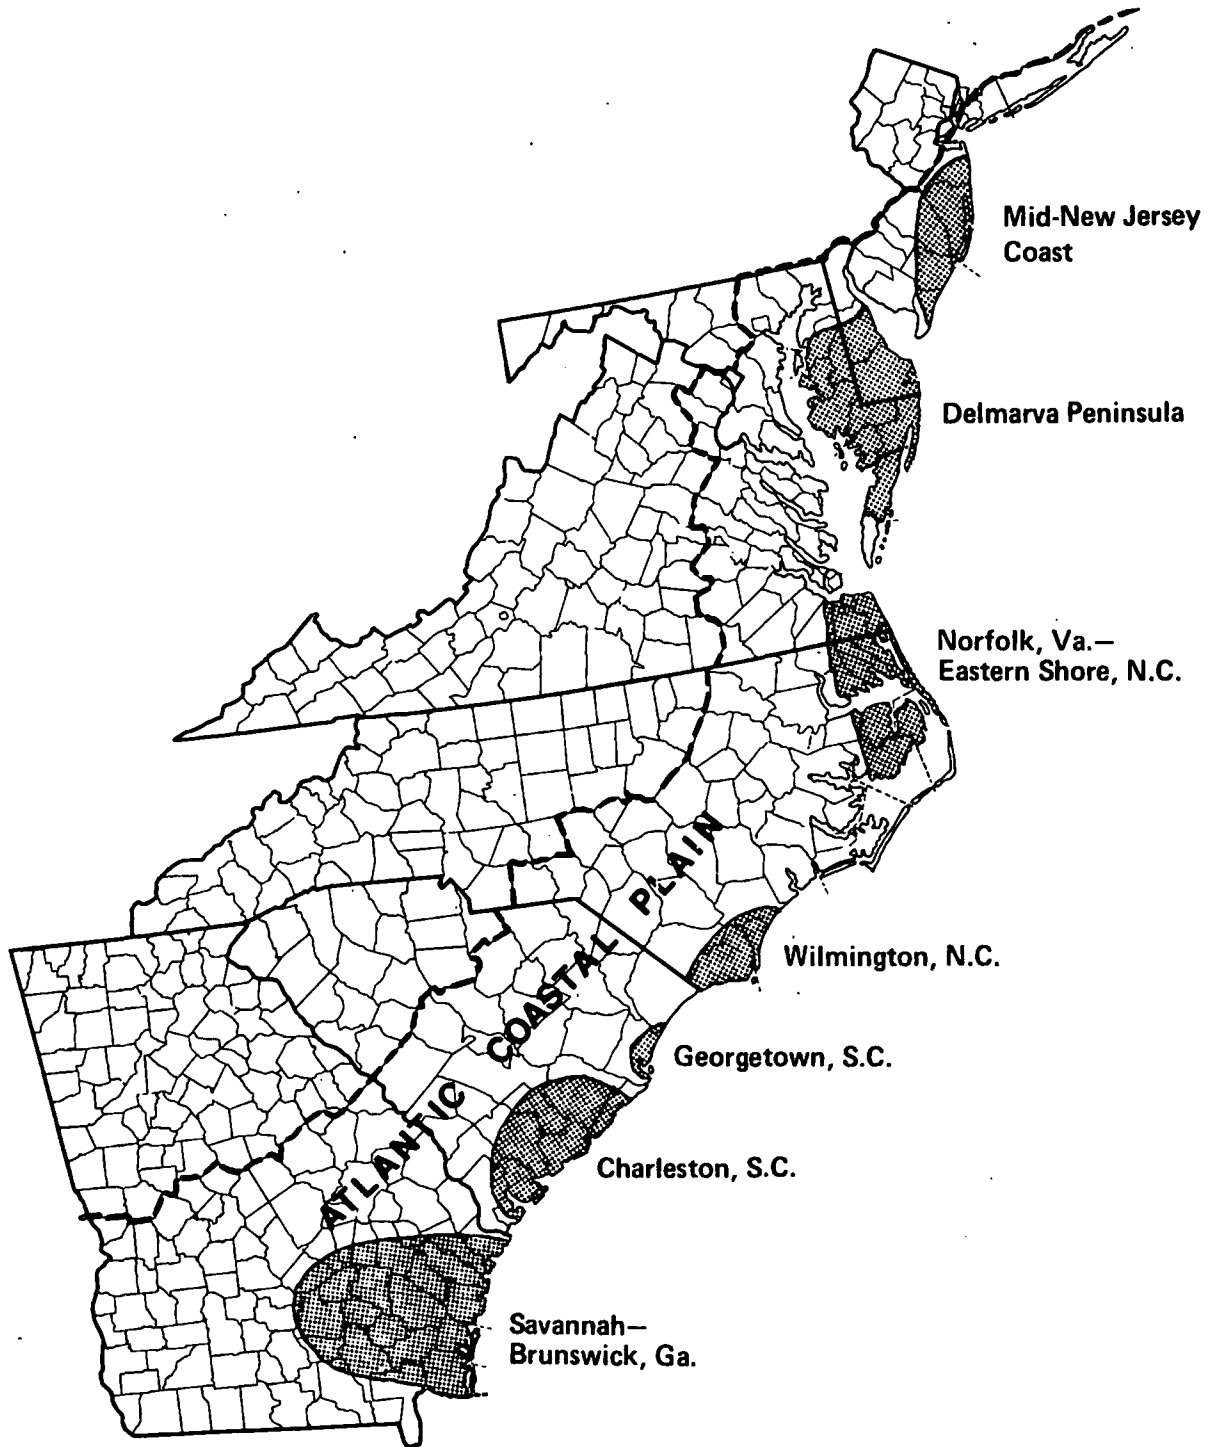 Mid-New Jersey
Coast
Delmarva Peninsula
Norfolk, Va.—
Eastern Shore, N.C.
ATLANTIC COASTAL PLAIN
Wilmington, N.C.
Georgetown, S.C.
Charleston, S.C.
Savannah—
Brunswick, Ga.